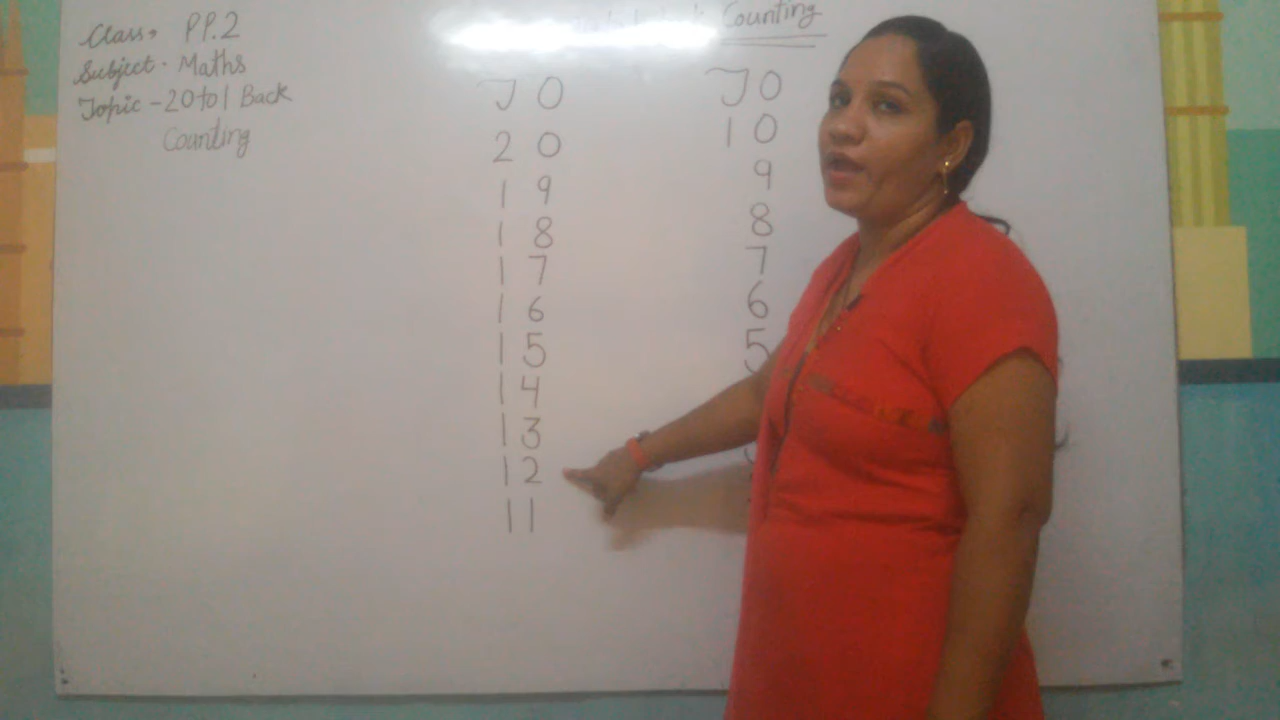 Class, PP.2
Subject. Maths
Topic - 20 to 1 Back
Counting
Counting
J O
2 0
1 9
1 8
1 7
1 6
1 5
1 4
1 3
1 2
1 1
J O
1 0
9
8
7
6
5